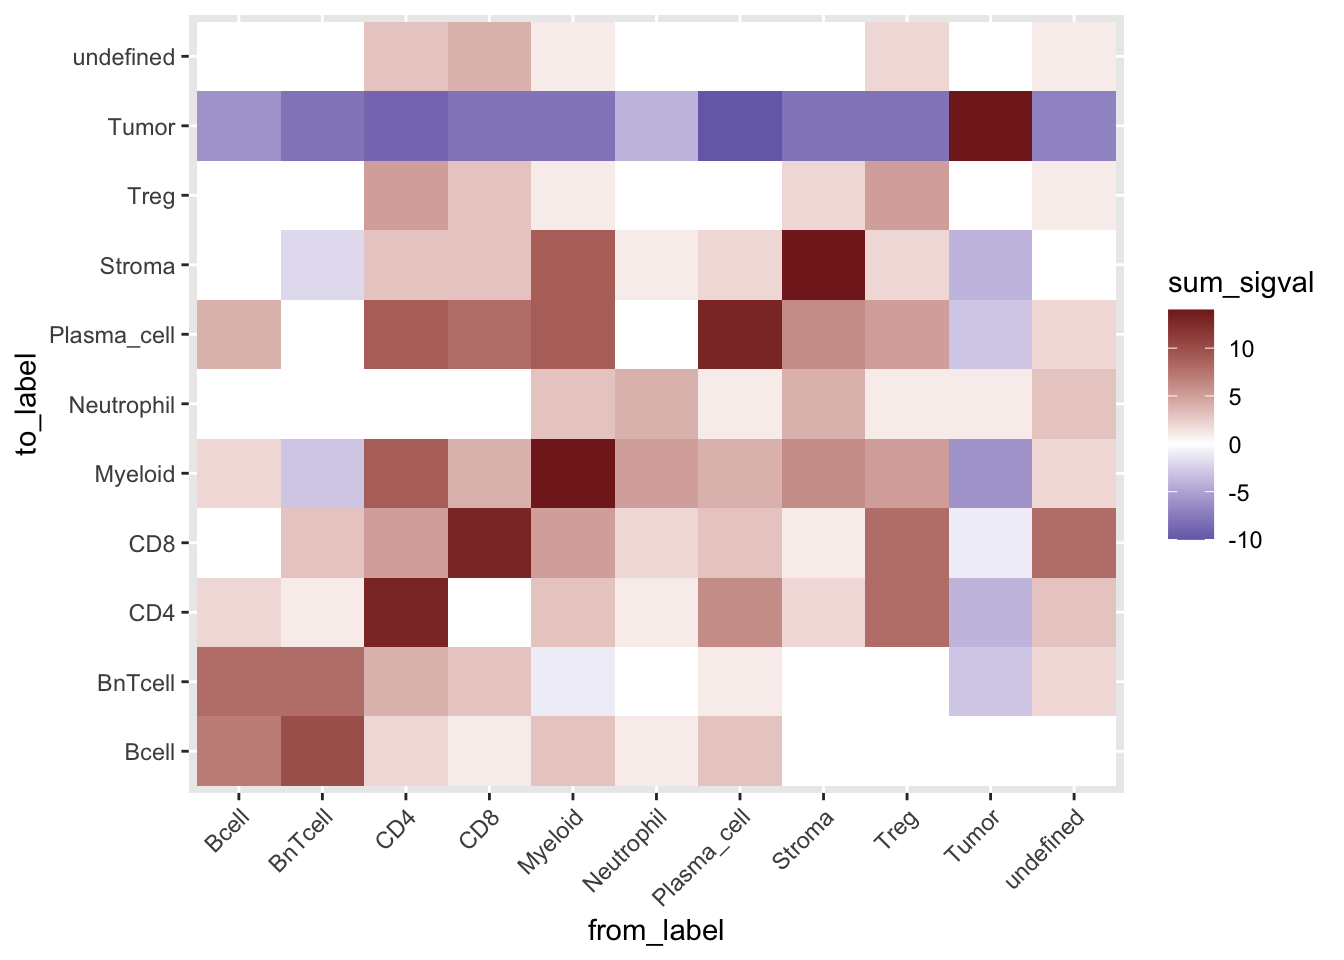 undefined
Tumor
Treg
Stroma
Plasma_cell
Neutrophil
Myeloid
CD8
CD4
BnTcell
Bcell
to_label
Bcell
BnTcell
CD4
CD8
Myeloid
Neutrophil
Plasma_cell
Stroma
Treg
Tumor
undefined
from_label
sum_sigval
10
5
0
-5
-10